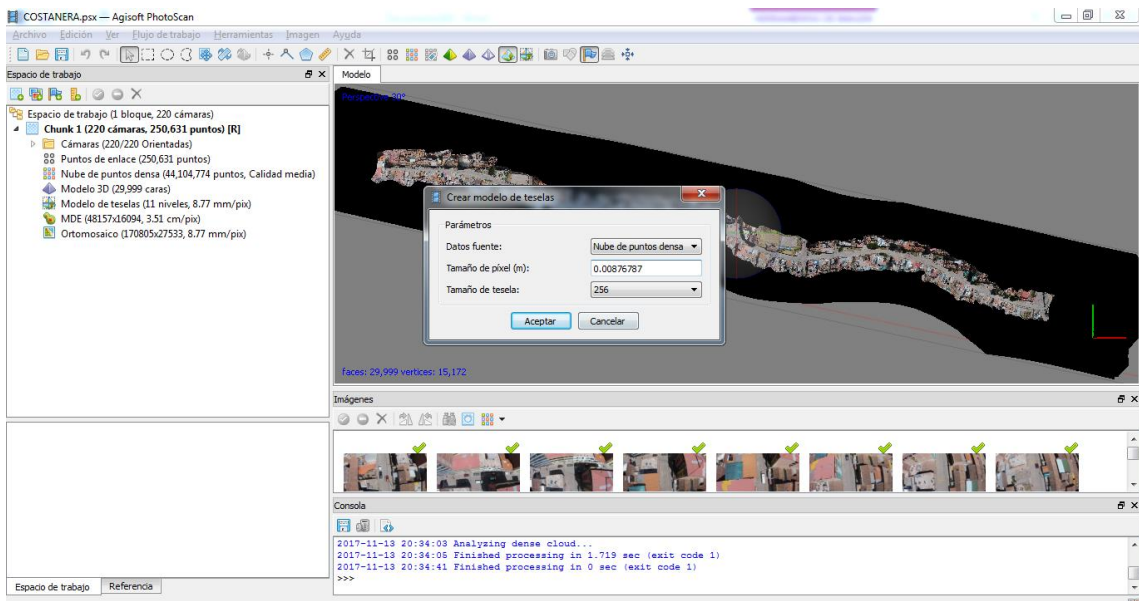 COSTANERA.psx — Agisoft PhotoScan
Archivo Edición Ver Flujo de trabajo Herramientas Imagen Ayuda
Espacio de trabajo
Modelo
Perspective 30°
Espacio de trabajo (1 bloque, 220 cámaras)
Chunk 1 (220 cámaras, 250,631 puntos) [R]
Cámaras (220/220 Orientadas)
Puntos de enlace (250,631 puntos)
Nube de puntos densa (44,104,774 puntos, Calidad media)
Modelo 3D (29,999 caras)
Modelo de teselas (11 niveles, 8.77 mm/pix)
MDE (48157x16094, 3.51 cm/pix)
Ortomosaico (170805x27533, 8.77 mm/pix)
Crear modelo de teselas
Parámetros
Datos fuente: Nube de puntos densa
Tamaño de píxel (m): 0.00876787
Tamaño de tesela: 256
Aceptar Cancelar
faces: 29,999 vertices: 15,172
Imágenes
Consola
2017-11-13 20:34:03 Analyzing dense cloud...
2017-11-13 20:34:05 Finished processing in 1.719 sec (exit code 1)
2017-11-13 20:34:41 Finished processing in 0 sec (exit code 1)
>>>
Espacio de trabajo Referencia